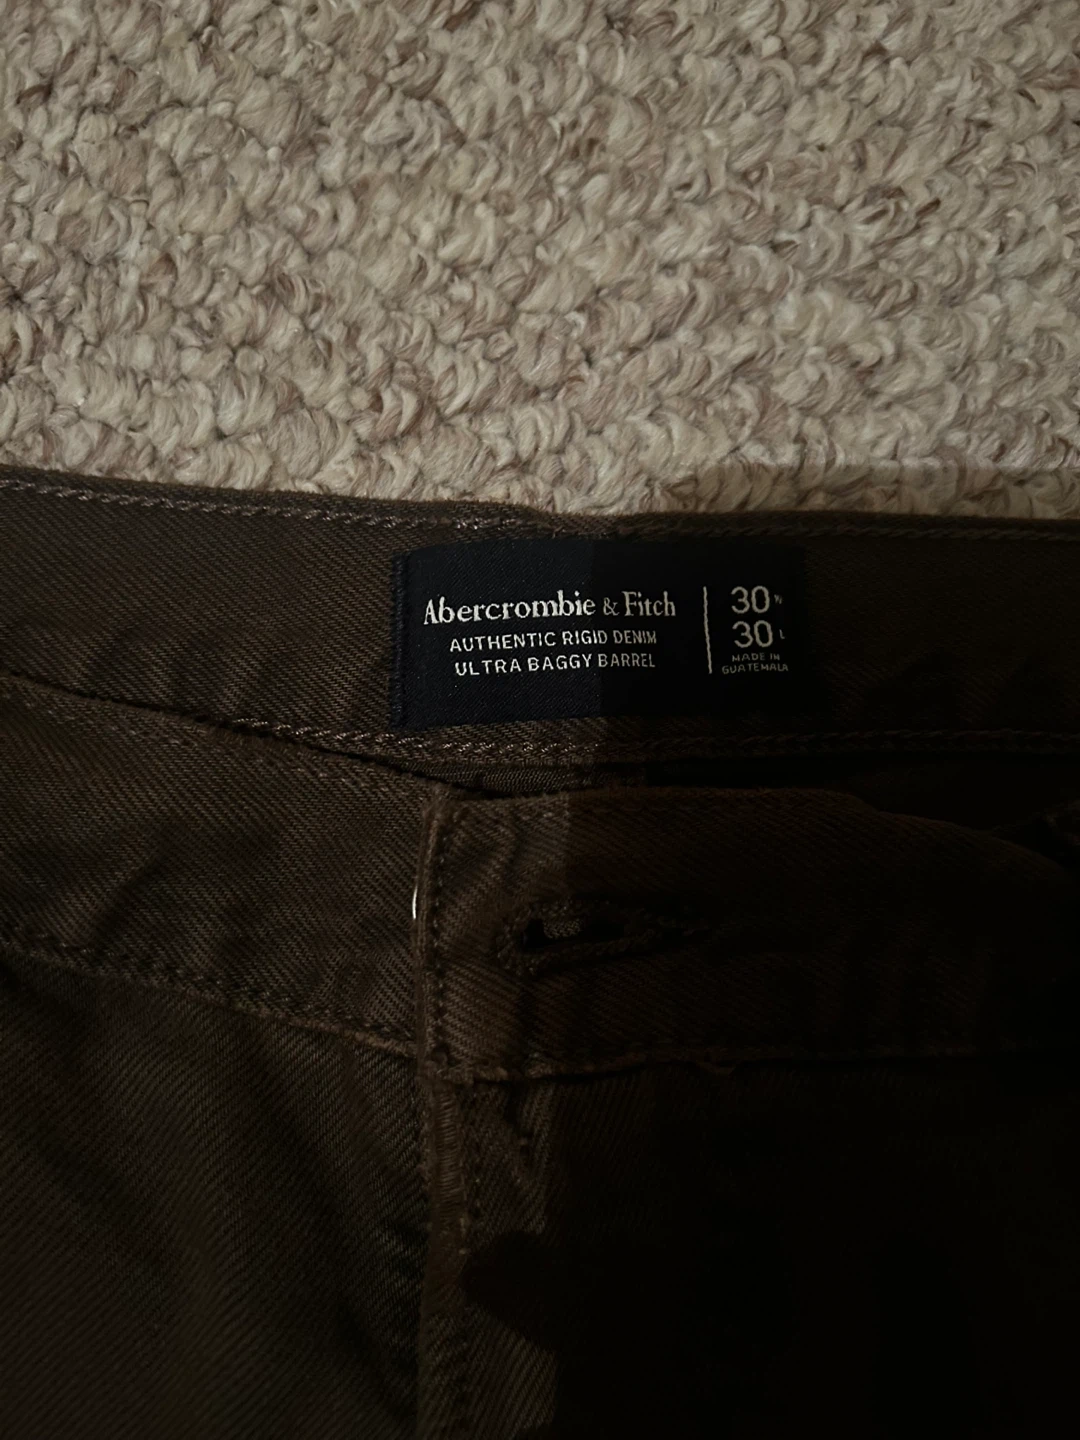 Abercrombie & Fitch
AUTHENTIC RIGID DENIM
ULTRA BAGGY BARREL
30 W
30 L
MADE IN
GUATEMALA